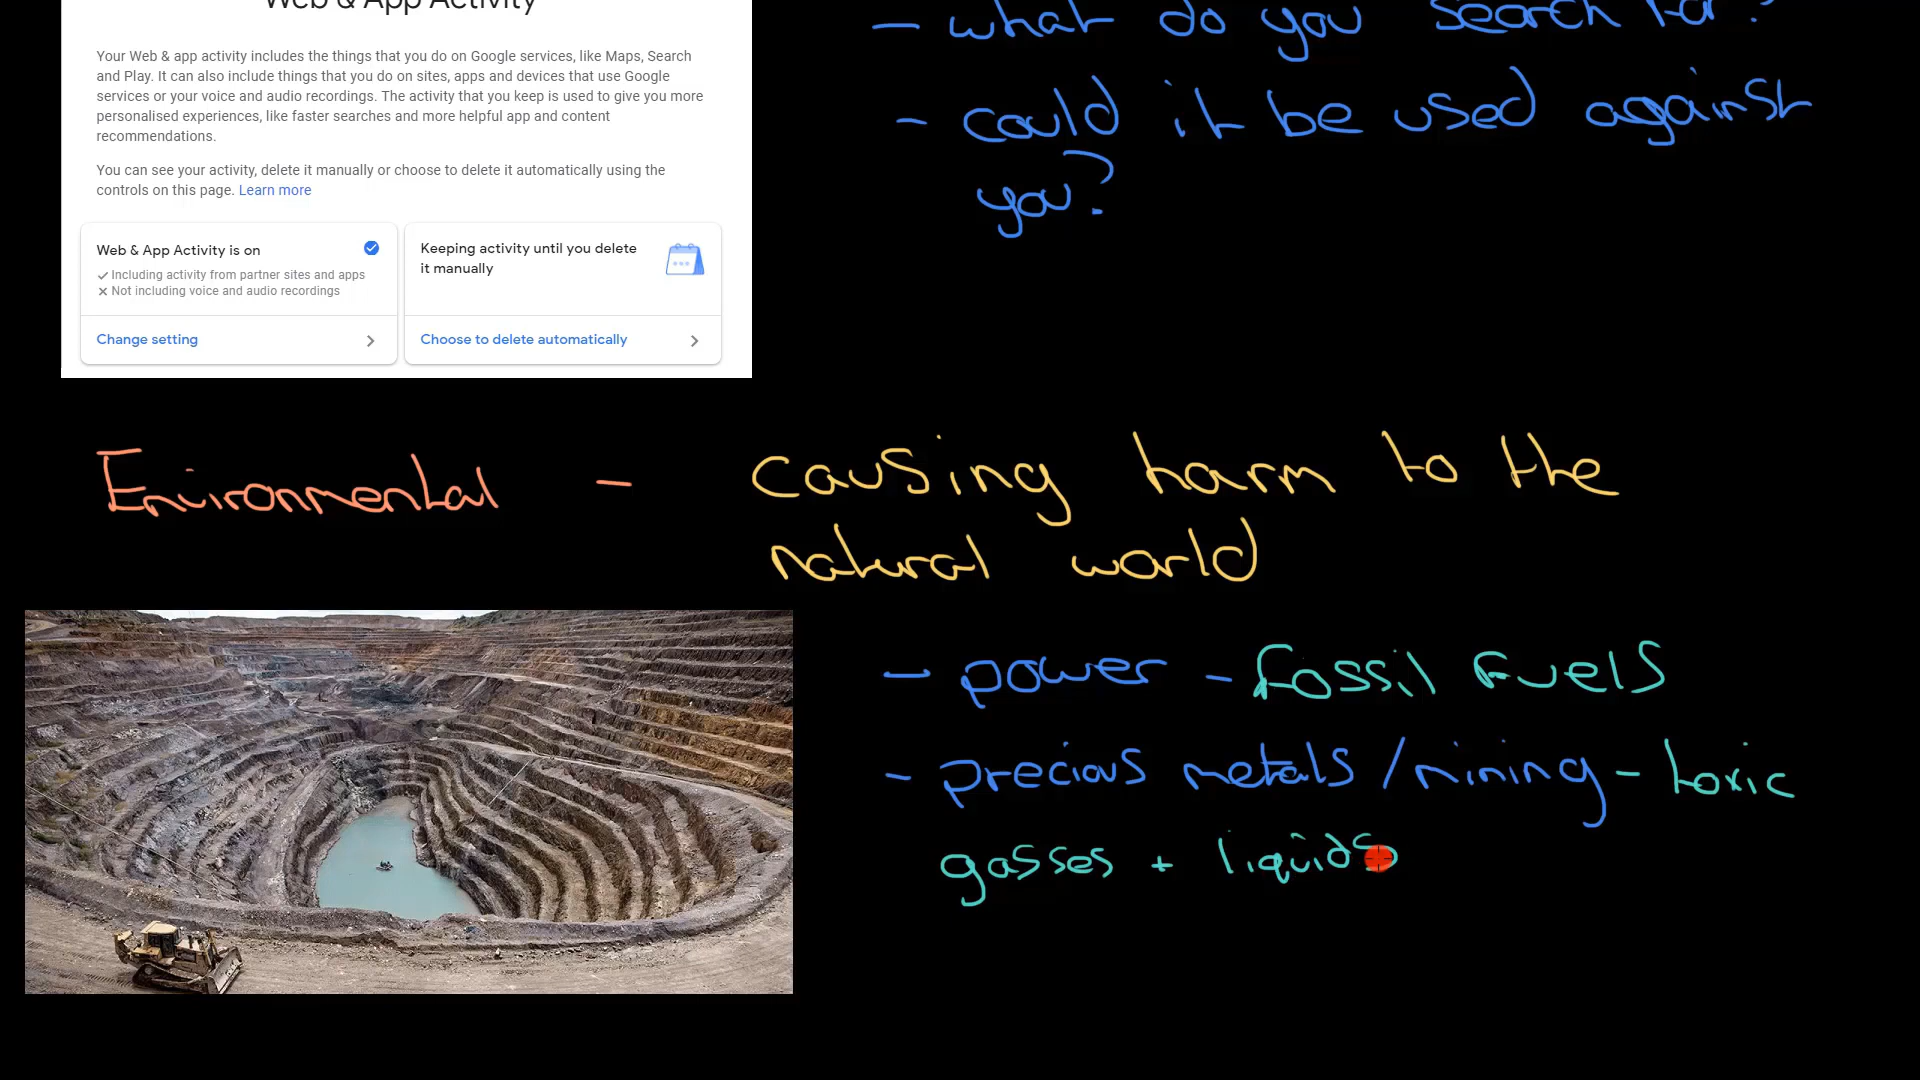 Web & App Activity
Your Web & app activity includes the things that you do on Google services, like Maps, Search
and Play. It can also include things that you do on sites, apps and devices that use Google
services or your voice and audio recordings. The activity that you keep is used to give you more
personalised experiences, like faster searches and more helpful app and content
recommendations.
You can see your activity, delete it manually or choose to delete it automatically using the
controls on this page. Learn more
Web & App Activity is on
Including activity from partner sites and apps
Not including voice and audio recordings
Change setting
Keeping activity until you delete
it manually
Choose to delete automatically
- what do you search for?
- could it be used against
you?
Environmental - causing harm to the
natural world
- power - Fossil Fuels
- precious metals / mining - toxic
gasses + liquids